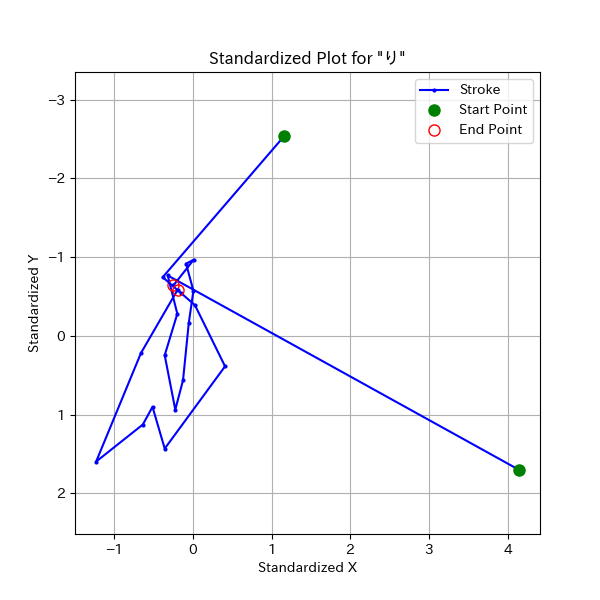 Standardized Plot for "り"
Stroke
Start Point
End Point
Standardized Y
−3
−2
−1
0
1
2
−1 0 1 2 3 4
Standardized X